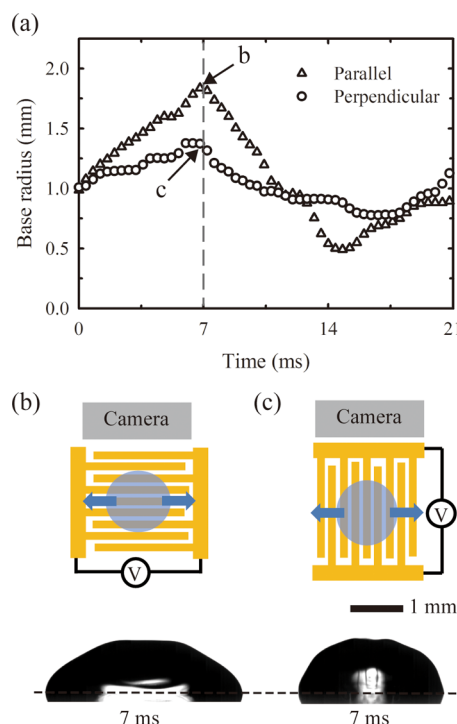 (a)
2.0
1.5
1.0
0.5
0.0
Base radius (mm)
b
c
Parallel
Perpendicular
0
7
14
21
Time (ms)
(b)
(c)
Camera
Camera
V
V
1 mm
7 ms
7 ms